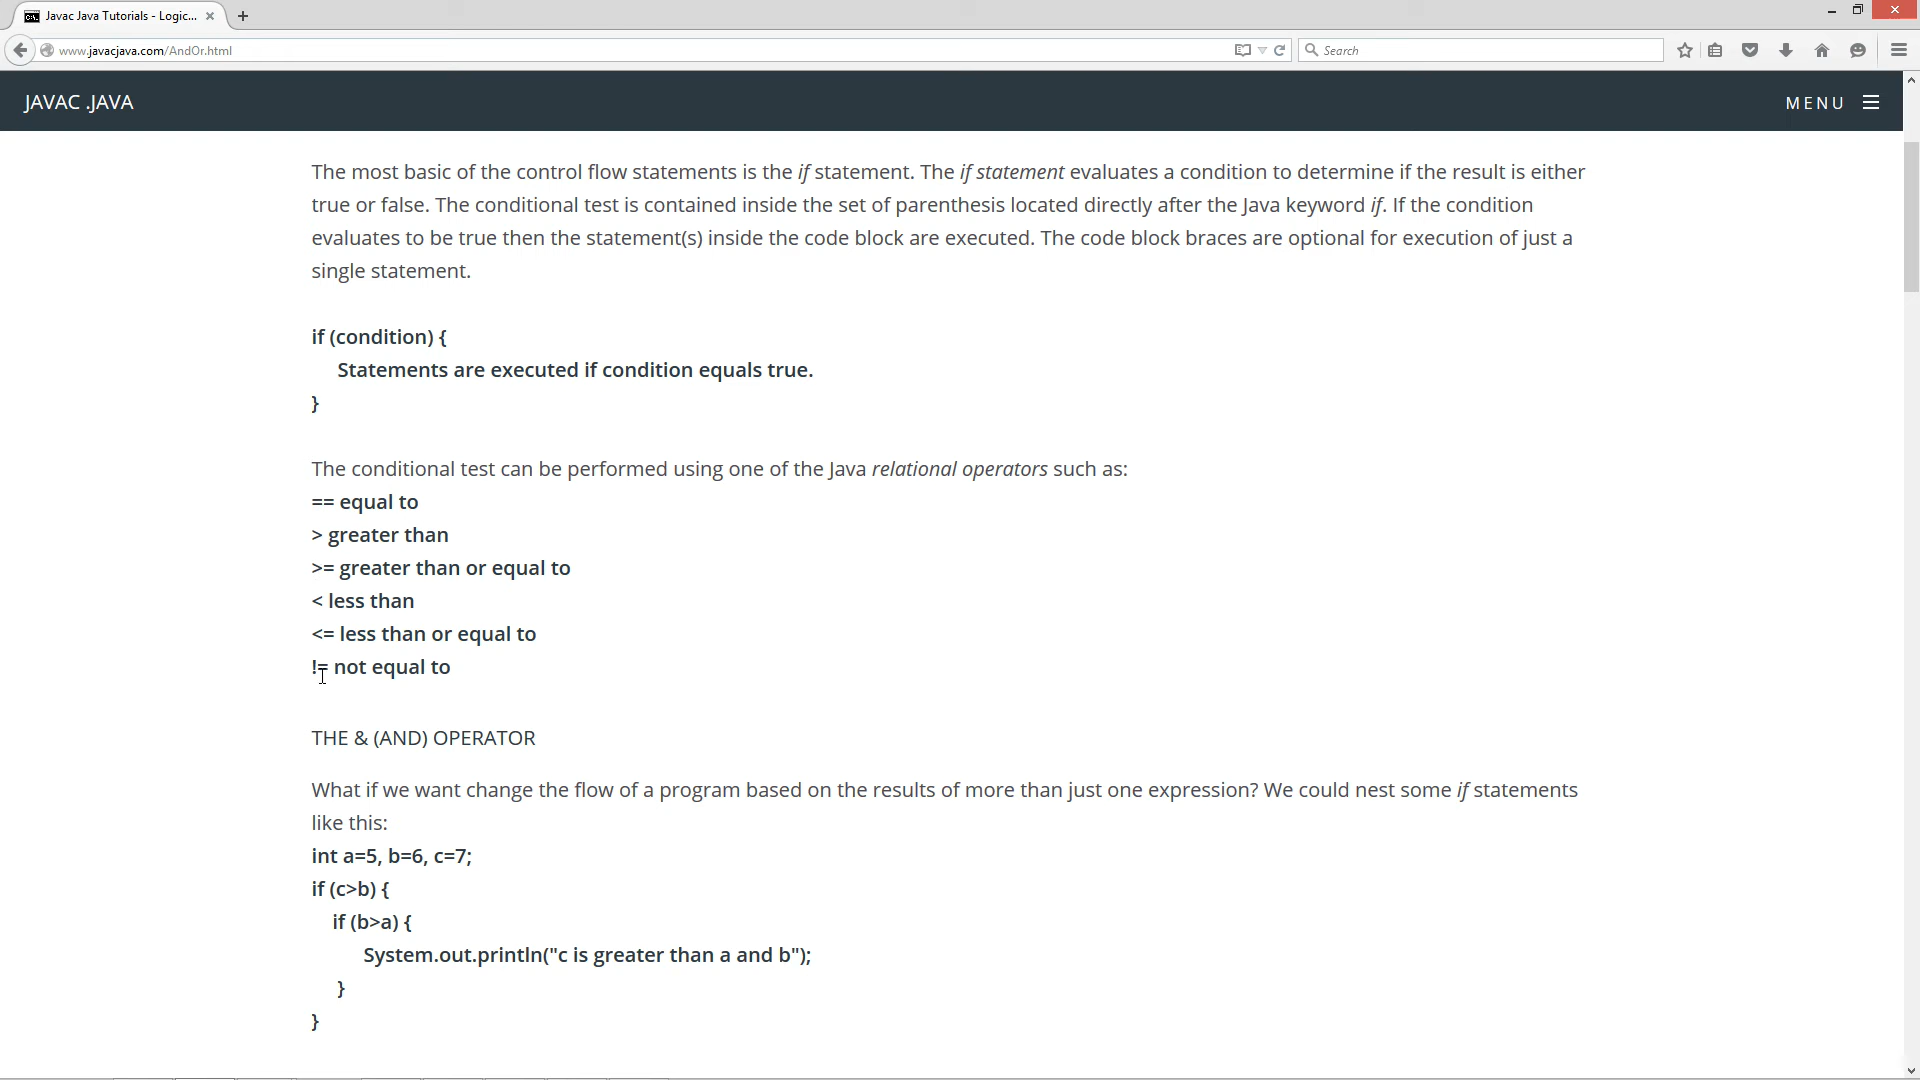 Javac Java Tutorials - Logic...
www.javacjava.com/AndOr.html
Search
JAVAC .JAVA
MENU
The most basic of the control flow statements is the if statement. The if statement evaluates a condition to determine if the result is either
true or false. The conditional test is contained inside the set of parenthesis located directly after the Java keyword if. If the condition
evaluates to be true then the statement(s) inside the code block are executed. The code block braces are optional for execution of just a
single statement.
if (condition) {
Statements are executed if condition equals true.
}
The conditional test can be performed using one of the Java relational operators such as:
== equal to
> greater than
>= greater than or equal to
< less than
<= less than or equal to
!= not equal to
THE & (AND) OPERATOR
What if we want change the flow of a program based on the results of more than just one expression? We could nest some if statements
like this:
int a=5, b=6, c=7;
if (c>b) {
if (b>a) {
System.out.println("c is greater than a and b");
}
}